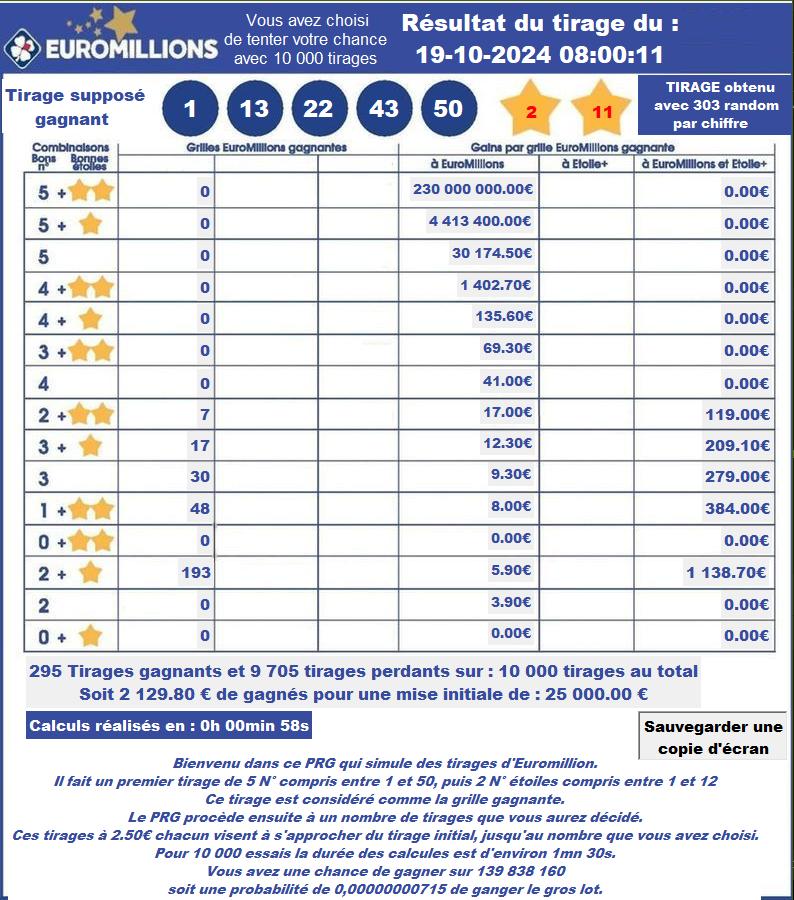 EUROMILLIONS
Vous avez choisi
de tenter votre chance
avec 10 000 tirages
Résultat du tirage du :
19-10-2024 08:00:11
Tirage supposé
gagnant
1 13 22 43 50 2 11
TIRAGE obtenu
avec 303 random
par chiffre
Combinaisons
Bons n° Bonnes étoiles
Grilles EuroMillions gagnantes
Gains par grille EuroMillions gagnante
à EuroMillions à Etoile+ à EuroMillions et Etoile+
5 + 0 230 000 000.00€ 0.00€
5 + 0 4 413 400.00€ 0.00€
5 0 30 174.50€ 0.00€
4 + 0 1 402.70€ 0.00€
4 + 0 135.60€ 0.00€
3 + 0 69.30€ 0.00€
4 0 41.00€ 0.00€
2 + 7 17.00€ 119.00€
3 + 17 12.30€ 209.10€
3 30 9.30€ 279.00€
1 + 48 8.00€ 384.00€
0 + 0 0.00€ 0.00€
2 + 193 5.90€ 1 138.70€
2 0 3.90€ 0.00€
0 + 0 0.00€ 0.00€
295 Tirages gagnants et 9 705 tirages perdants sur : 10 000 tirages au total
Soit 2 129.80 € de gagnés pour une mise initiale de : 25 000.00 €
Calculs réalisés en : 0h 00min 58s
Sauvegarder une
copie d'écran
Bienvenu dans ce PRG qui simule des tirages d'Euromillion.
Il fait un premier tirage de 5 N° compris entre 1 et 50, puis 2 N° étoiles compris entre 1 et 12
Ce tirage est considéré comme la grille gagnante.
Le PRG procède ensuite à un nombre de tirages que vous aurez décidé.
Ces tirages à 2.50€ chacun visent à s'approcher du tirage initial, jusqu'au nombre que vous avez choisi.
Pour 10 000 essais la durée des calcules est d'environ 1mn 30s.
Vous avez une chance de gagner sur 139 838 160
soit une probabilité de 0,00000000715 de ganger le gros lot.